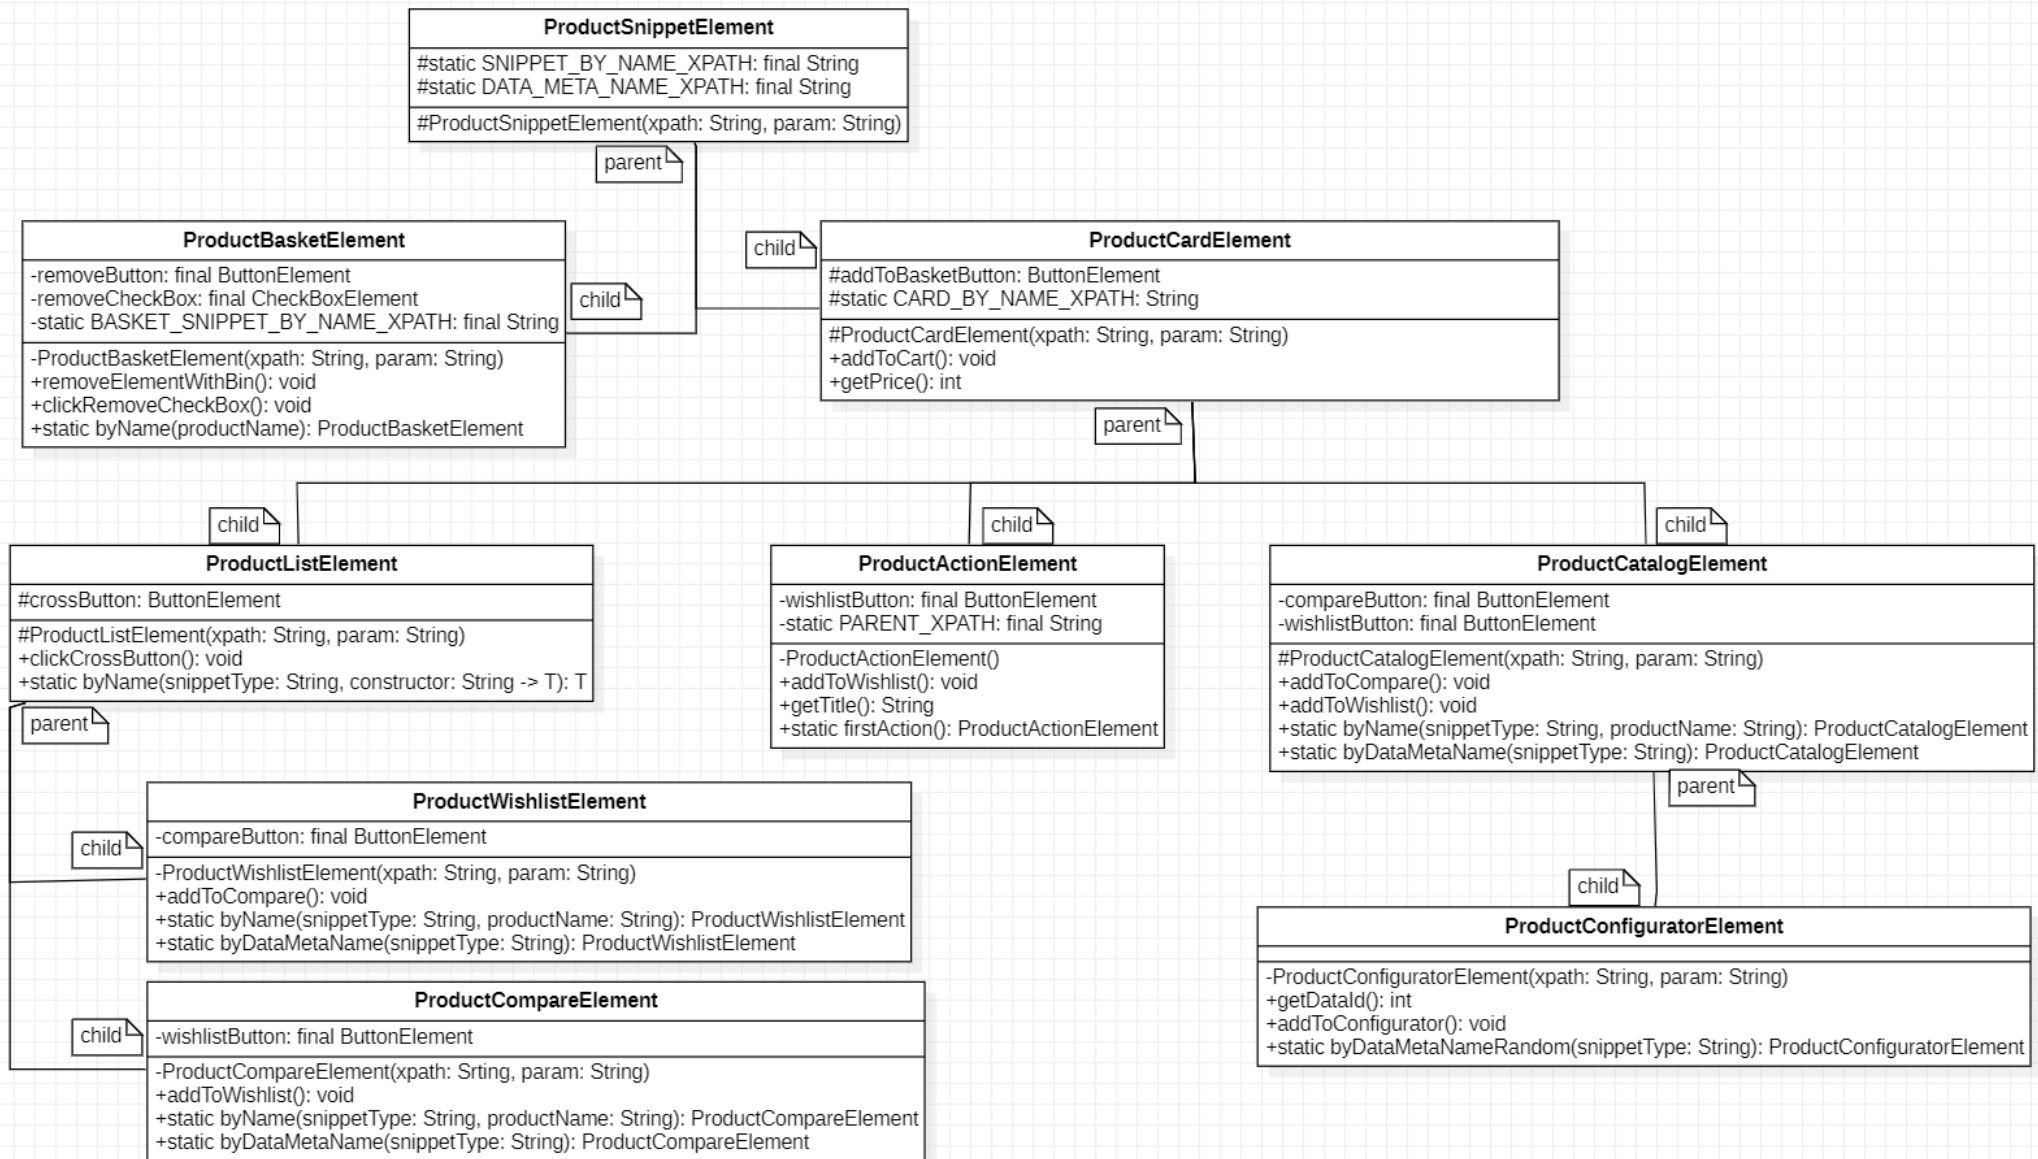 ProductSnippetElement
#static SNIPPET_BY_NAME_XPATH: final String
#static DATA_META_NAME_XPATH: final String
#ProductSnippetElement(xpath: String, param: String)
parent
ProductBasketElement
-removeButton: final ButtonElement
-removeCheckBox: final CheckBoxElement
-static BASKET_SNIPPET_BY_NAME_XPATH: final String
-ProductBasketElement(xpath: String, param: String)
+removeElementWithBin(): void
+clickRemoveCheckBox(): void
+static byName(productName): ProductBasketElement
child
child
ProductCardElement
#addToBasketButton: ButtonElement
#static CARD_BY_NAME_XPATH: String
#ProductCardElement(xpath: String, param: String)
+addToCart(): void
+getPrice(): int
parent
child
ProductListElement
#crossButton: ButtonElement
#ProductListElement(xpath: String, param: String)
+clickCrossButton(): void
+static byName(snippetType: String, constructor: String -> T): T
parent
child
ProductActionElement
-wishlistButton: final ButtonElement
-static PARENT_XPATH: final String
-ProductActionElement()
+addToWishlist(): void
+getTitle(): String
+static firstAction(): ProductActionElement
child
ProductCatalogElement
-compareButton: final ButtonElement
-wishlistButton: final ButtonElement
#ProductCatalogElement(xpath: String, param: String)
+addToCompare(): void
+addToWishlist(): void
+static byName(snippetType: String, productName: String): ProductCatalogElement
+static byDataMetaName(snippetType: String): ProductCatalogElement
parent
child
ProductWishlistElement
-compareButton: final ButtonElement
-ProductWishlistElement(xpath: String, param: String)
+addToCompare(): void
+static byName(snippetType: String, productName: String): ProductWishlistElement
+static byDataMetaName(snippetType: String): ProductWishlistElement
child
ProductCompareElement
-wishlistButton: final ButtonElement
-ProductCompareElement(xpath: Srting, param: String)
+addToWishlist(): void
+static byName(snippetType: String, productName: String): ProductCompareElement
+static byDataMetaName(snippetType: String): ProductCompareElement
child
ProductConfiguratorElement
-ProductConfiguratorElement(xpath: String, param: String)
+getDataId(): int
+addToConfigurator(): void
+static byDataMetaNameRandom(snippetType: String): ProductConfiguratorElement